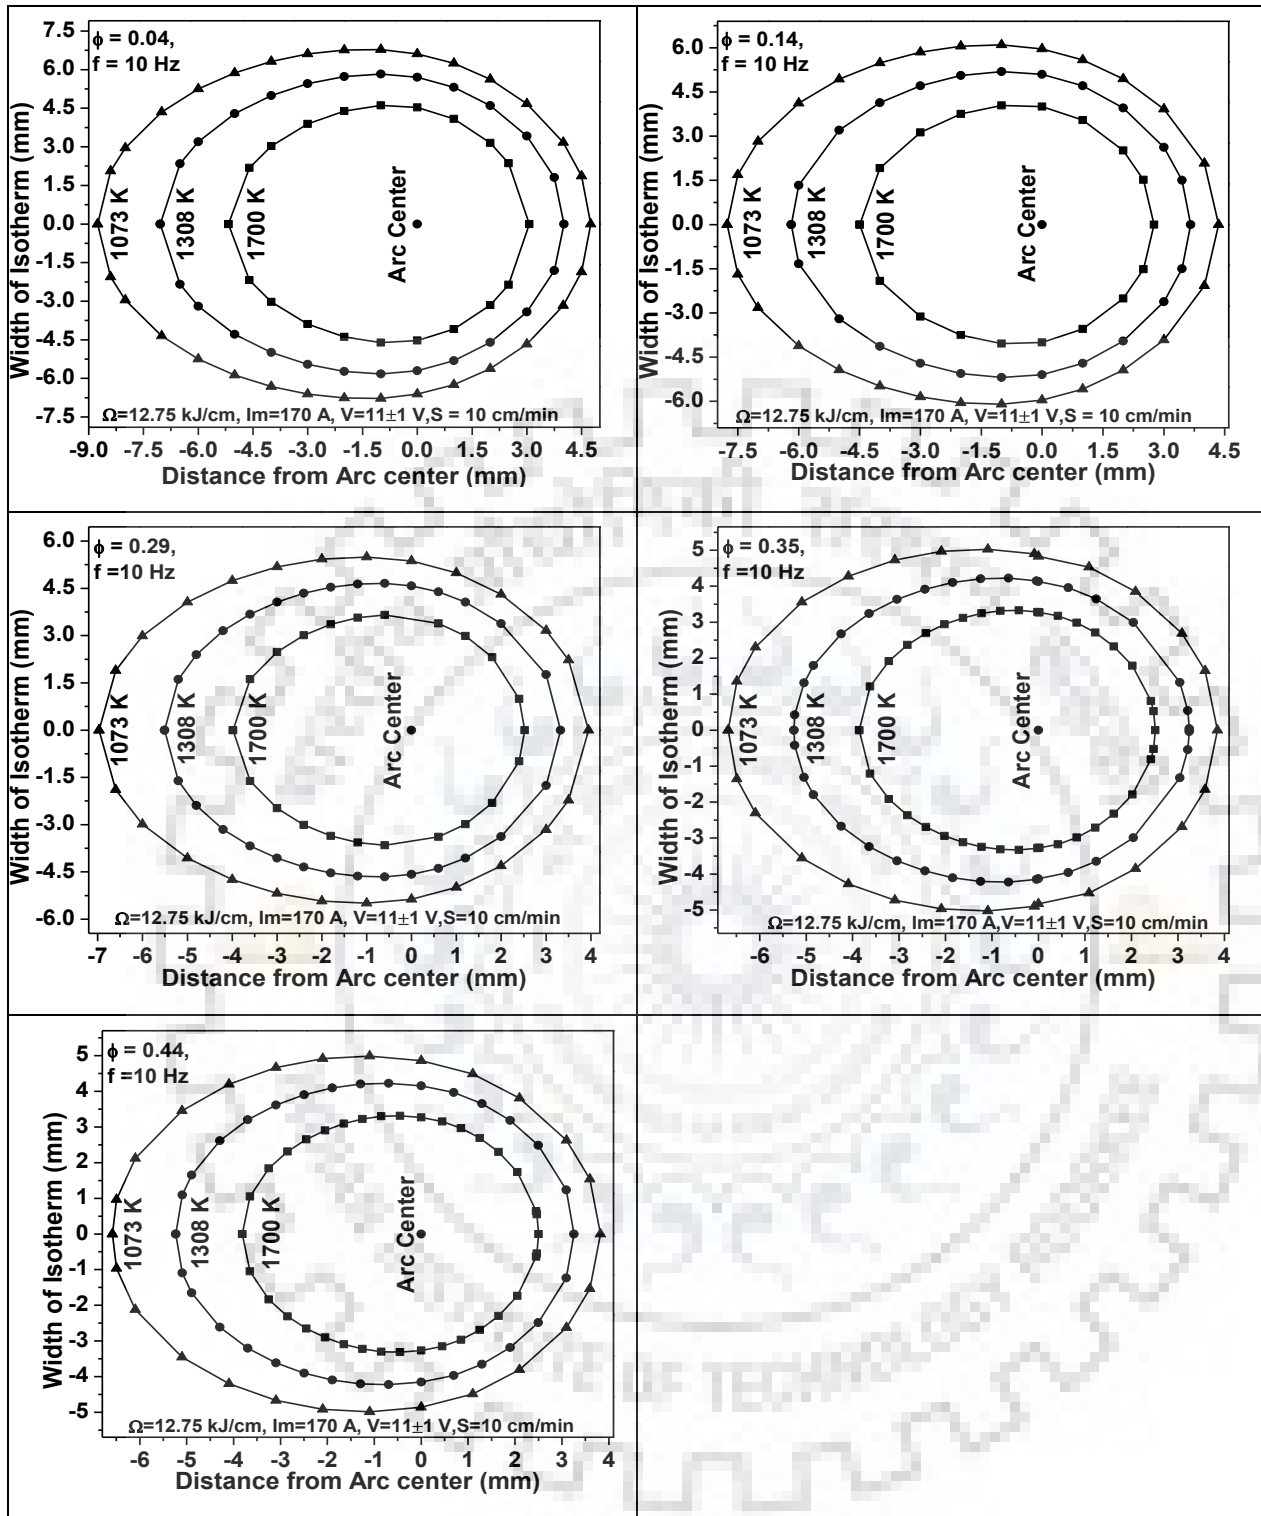 ϕ = 0.04,
f = 10 Hz
7.5
6.0
4.5
3.0
1.5
0.0
-1.5
-3.0
-4.5
-6.0
-7.5
Width of Isotherm (mm)
1073 K
1308 K
1700 K
Arc Center
Ω=12.75 kJ/cm, Im=170 A, V=11±1 V,S = 10 cm/min
-9.0 -7.5 -6.0 -4.5 -3.0 -1.5 0.0 1.5 3.0 4.5
Distance from Arc center (mm)
ϕ = 0.14,
f = 10 Hz
6.0
4.5
3.0
1.5
0.0
-1.5
-3.0
-4.5
-6.0
Width of Isotherm (mm)
1073 K
1308 K
1700 K
Arc Center
Ω=12.75 kJ/cm, Im=170 A, V=11±1 V,S = 10 cm/min
-7.5 -6.0 -4.5 -3.0 -1.5 0.0 1.5 3.0 4.5
Distance from Arc center (mm)
ϕ = 0.29,
f =10 Hz
6.0
4.5
3.0
1.5
0.0
-1.5
-3.0
-4.5
-6.0
Width of Isotherm (mm)
1073 K
1308 K
1700 K
Arc Center
Ω=12.75 kJ/cm, Im=170 A, V=11±1 V,S=10 cm/min
-7 -6 -5 -4 -3 -2 -1 0 1 2 3 4
Distance from Arc center (mm)
ϕ = 0.35,
f =10 Hz
5
4
3
2
1
0
-1
-2
-3
-4
-5
Width of Isotherm (mm)
1073 K
1308 K
1700 K
Arc Center
Ω=12.75 kJ/cm, Im=170 A,V=11±1 V,S=10 cm/min
-6 -5 -4 -3 -2 -1 0 1 2 3 4
Distance from Arc center (mm)
ϕ = 0.44,
f =10 Hz
5
4
3
2
1
0
-1
-2
-3
-4
-5
Width of Isotherm (mm)
1073 K
1308 K
1700 K
Arc Center
Ω=12.75 kJ/cm, Im=170 A, V=11±1 V,S=10 cm/min
-6 -5 -4 -3 -2 -1 0 1 2 3 4
Distance from Arc center (mm)